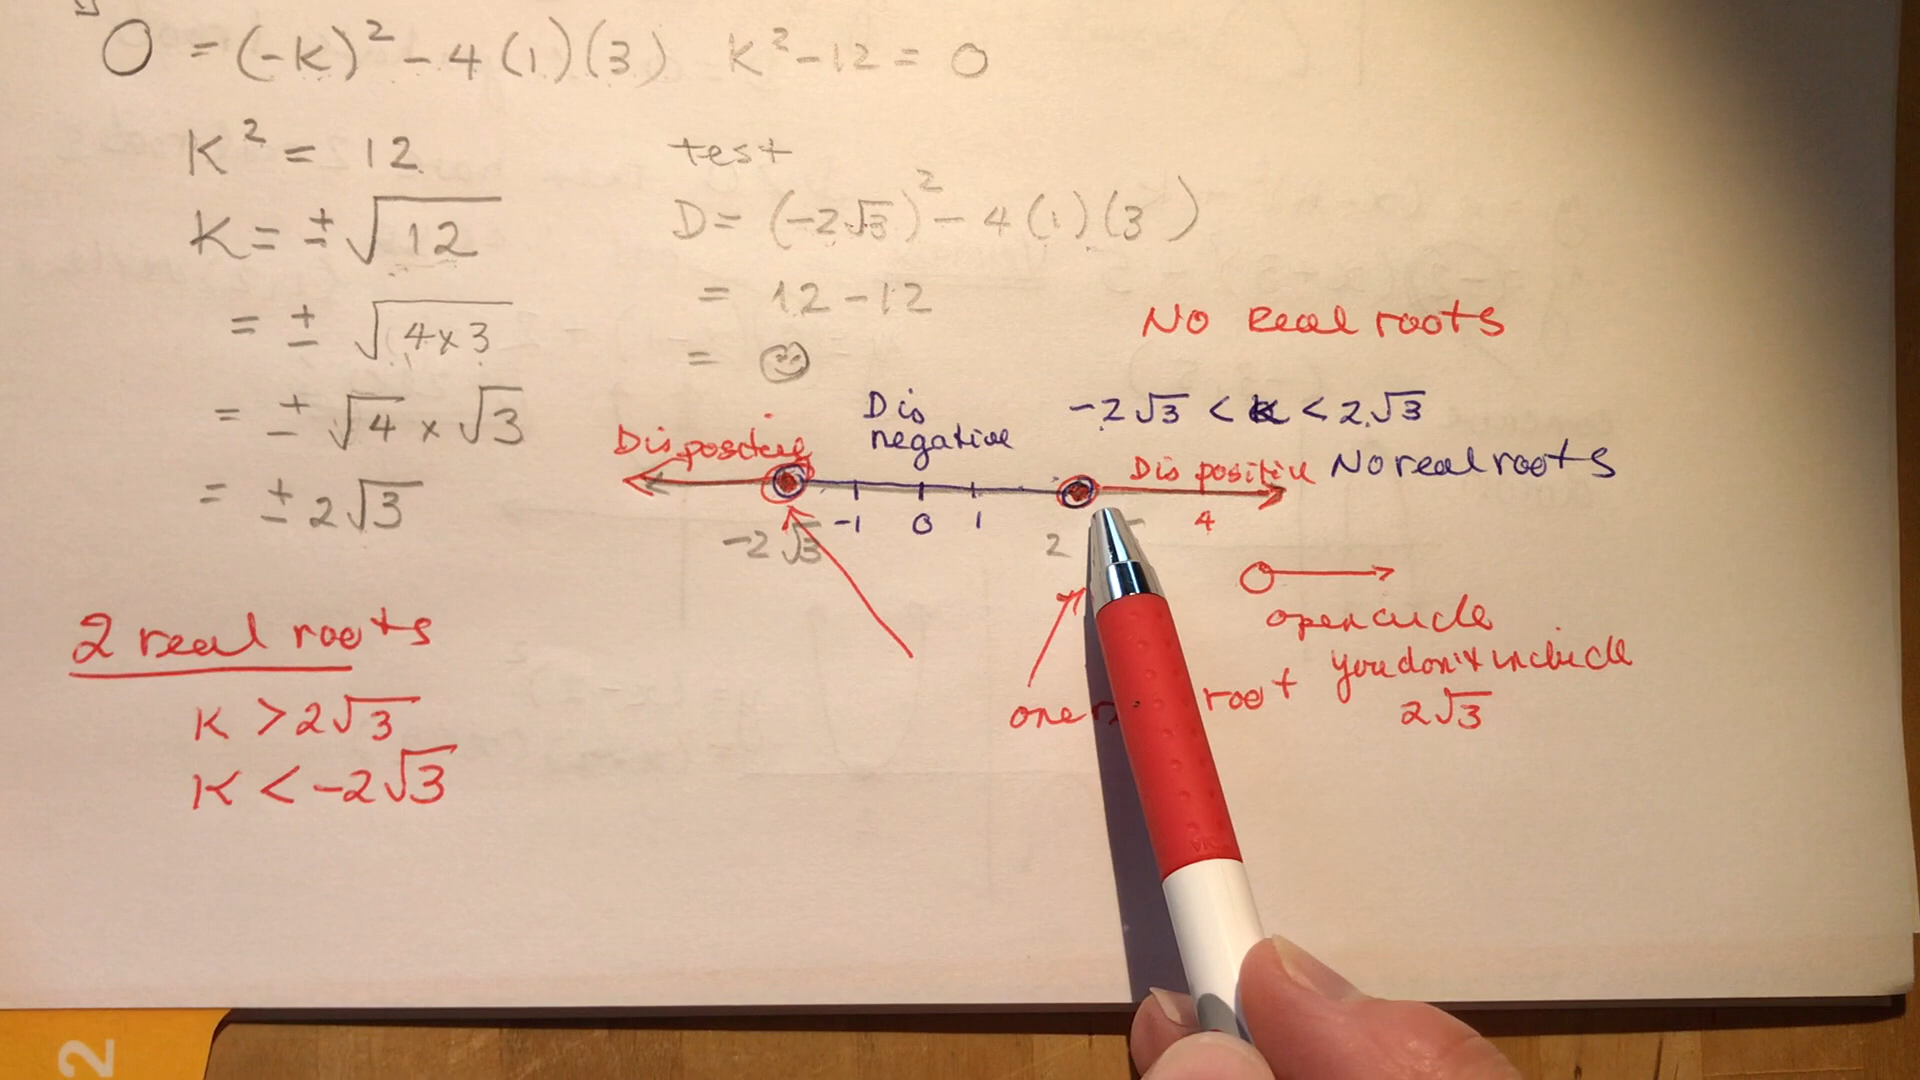 0 = (-K)² - 4(1)(3) K² - 12 = 0
K² = 12
K = ± √12
= ± √4x3
= ± √4 x √3
= ± 2√3
test
D = (-2√3)² - 4(1)(3)
= 12 - 12
=
No real roots
-2√3 < K < 2√3
No real roots
D is positive
D is
negative
D is positive
-2√3 -1 0 1 2 4
one root
open circle
you don't include
2√3
2 real roots
K > 2√3
K < -2√3
2